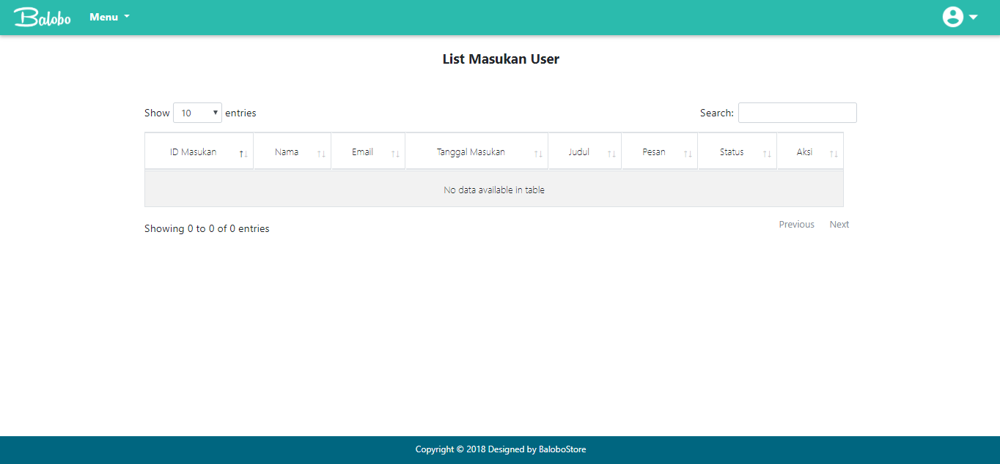 Balobo Menu
List Masukan User
Show 10 entries Search:
ID Masukan Nama Email Tanggal Masukan Judul Pesan Status Aksi
No data available in table
Showing 0 to 0 of 0 entries Previous Next
Copyright © 2018 Designed by BaloboStore